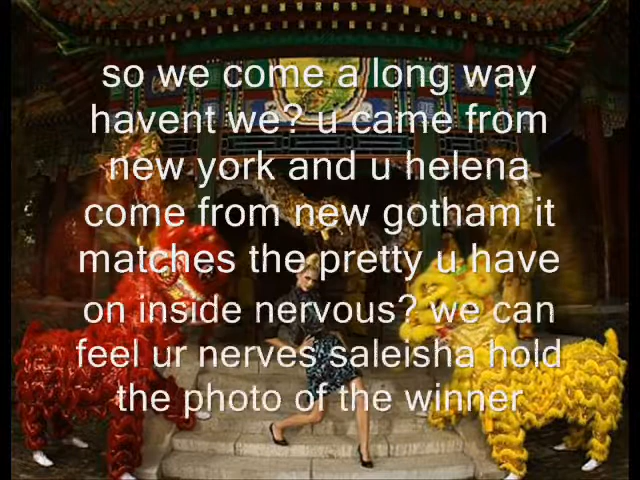 so we come a long way
havent we? u came from
new york and u helena
come from new gotham it
matches the pretty u have
on inside nervous? we can
feel ur nerves saleisha hold
the photo of the winner